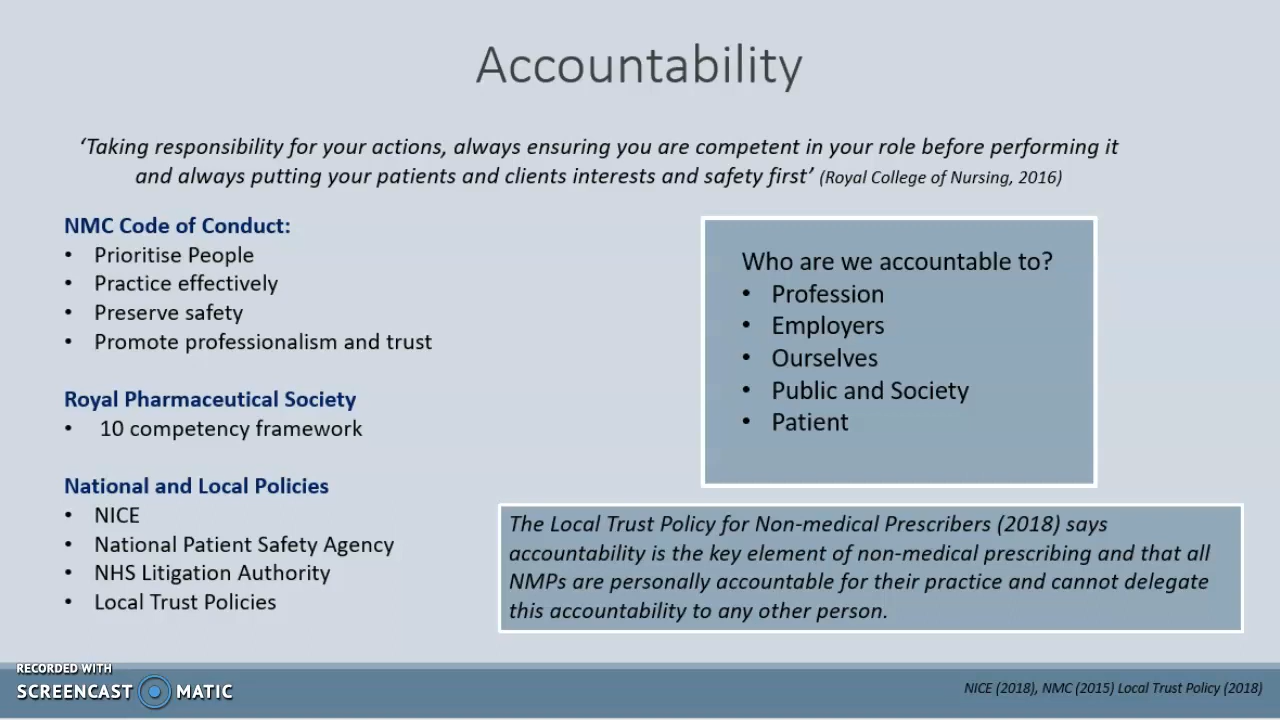 Accountability
‘Taking responsibility for your actions, always ensuring you are competent in your role before performing it
and always putting your patients and clients interests and safety first’ (Royal College of Nursing, 2016)
NMC Code of Conduct:
• Prioritise People
• Practice effectively
• Preserve safety
• Promote professionalism and trust
Royal Pharmaceutical Society
• 10 competency framework
National and Local Policies
• NICE
• National Patient Safety Agency
• NHS Litigation Authority
• Local Trust Policies
Who are we accountable to?
• Profession
• Employers
• Ourselves
• Public and Society
• Patient
The Local Trust Policy for Non-medical Prescribers (2018) says
accountability is the key element of non-medical prescribing and that all
NMPs are personally accountable for their practice and cannot delegate
this accountability to any other person.
RECORDED WITH
SCREENCAST MATIC
NICE (2018), NMC (2015) Local Trust Policy (2018)